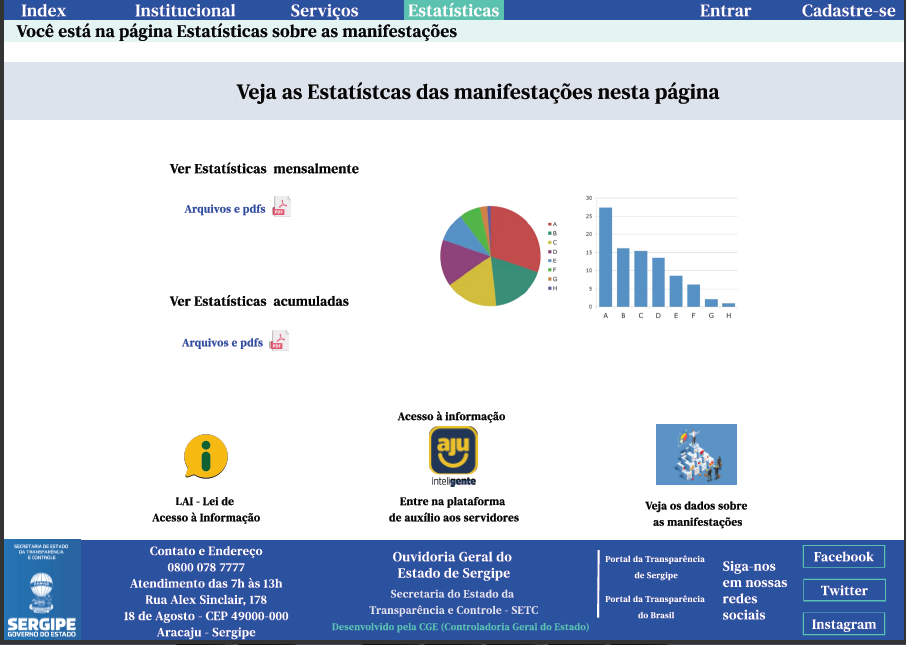 Index Institucional Serviços Estatísticas Entrar Cadastre-se
Você está na página Estatísticas sobre as manifestações
Veja as Estatístcas das manifestações nesta página
Ver Estatísticas mensalmente
Arquivos e pdfs
PDF
Ver Estatísticas acumuladas
Arquivos e pdfs
PDF
A
B
C
D
E
F
G
H
30
25
20
15
10
5
0
A B C D E F G H
LAI - Lei de
Acesso à Informação
Acesso à informação
aju
inteligente
Entre na plataforma
de auxílio aos servidores
Veja os dados sobre
as manifestações
SECRETARIA DE ESTADO
DA TRANSPARÊNCIA
E CONTROLE
SERGIPE
GOVERNO DO ESTADO
Contato e Endereço
0800 078 7777
Atendimento das 7h às 13h
Rua Alex Sinclair, 178
18 de Agosto - CEP 49000-000
Aracaju - Sergipe
Ouvidoria Geral do
Estado de Sergipe
Secretaria do Estado da
Transparência e Controle - SETC
Desenvolvido pela CGE (Controladoria Geral do Estado)
Portal da Transparência
de Sergipe
Portal da Transparência
do Brasil
Siga-nos
em nossas
redes
sociais
Facebook
Twitter
Instagram